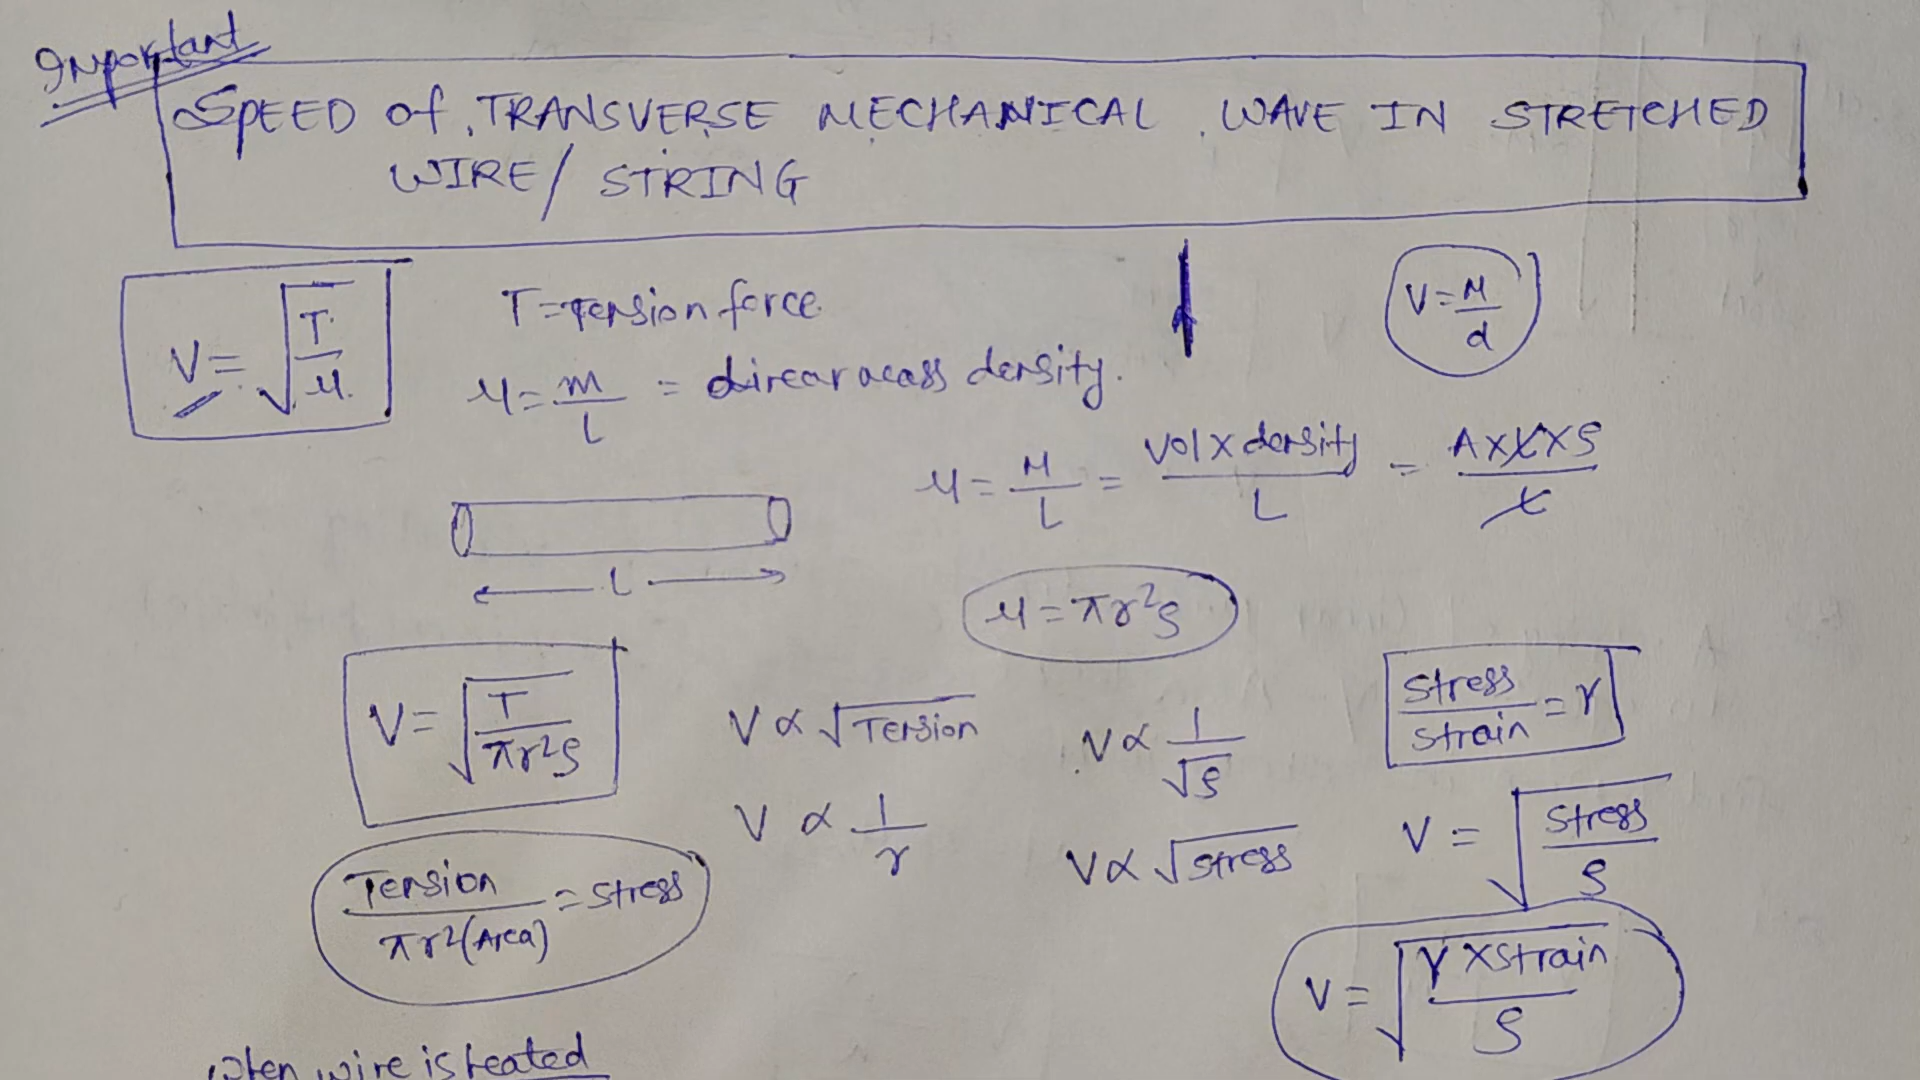 Important
SPEED of TRANSVERSE MECHANICAL WAVE IN STRETCHED
WIRE/ STRING
V = √(T/μ)
T = Tension force
V = M/d
μ = m/L = Linear mass density.
μ = M/L = Vol × density/L = A×L×ρ/L
L
μ = πr²ρ
V = √(T/πr²ρ)
V ∝ √Tension
V ∝ 1/√ρ
Stress/Strain = Y
V ∝ 1/r
V ∝ √stress
V = √(Stress/ρ)
Tension/πr²(Area) = stress
V = √(Y × Strain/ρ)
When wire is heated